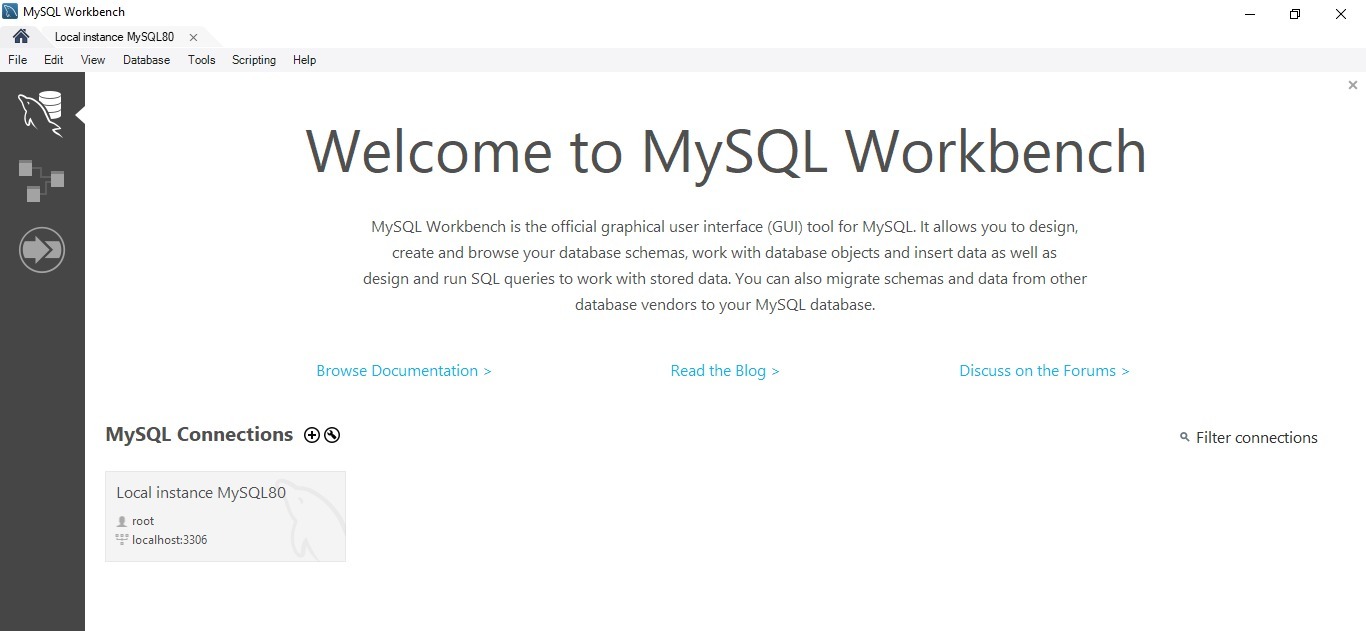 MySQL Workbench
Local instance MySQL80
File Edit View Database Tools Scripting Help
Welcome to MySQL Workbench
MySQL Workbench is the official graphical user interface (GUI) tool for MySQL. It allows you to design,
create and browse your database schemas, work with database objects and insert data as well as
design and run SQL queries to work with stored data. You can also migrate schemas and data from other
database vendors to your MySQL database.
Browse Documentation > Read the Blog > Discuss on the Forums >
MySQL Connections
Filter connections
Local instance MySQL80
root
localhost:3306